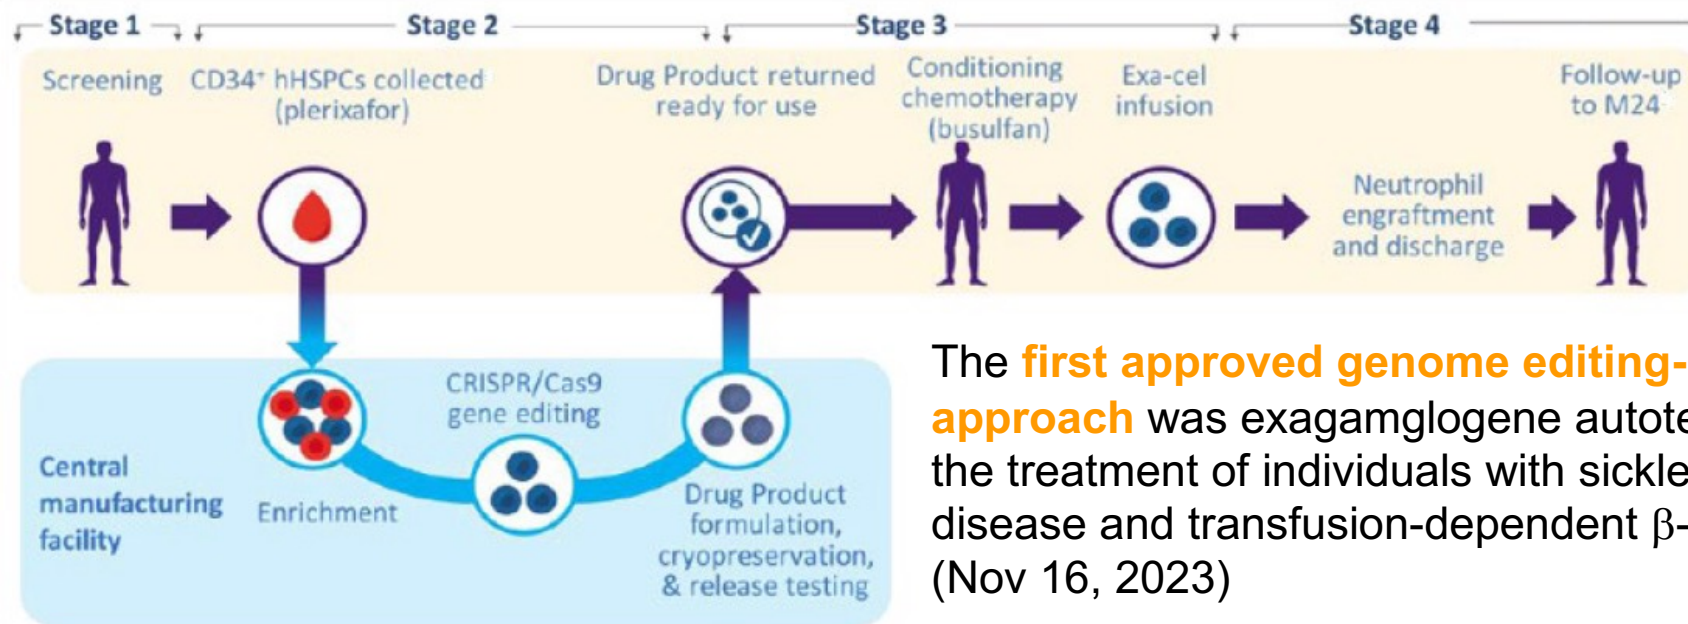 Stage 1
Stage 2
Stage 3
Stage 4
Screening
CD34⁺ hHSPCs collected
(plerixafor)
Drug Product returned
ready for use
Conditioning
chemotherapy
(busulfan)
Exa-cel
infusion
Follow-up
to M24
Neutrophil
engraftment
and discharge
Central
manufacturing
facility
Enrichment
CRISPR/Cas9
gene editing
Drug Product
formulation,
cryopreservation,
& release testing
The first approved genome editing-
approach was exagamglogene autote
the treatment of individuals with sickle
disease and transfusion-dependent β-
(Nov 16, 2023)